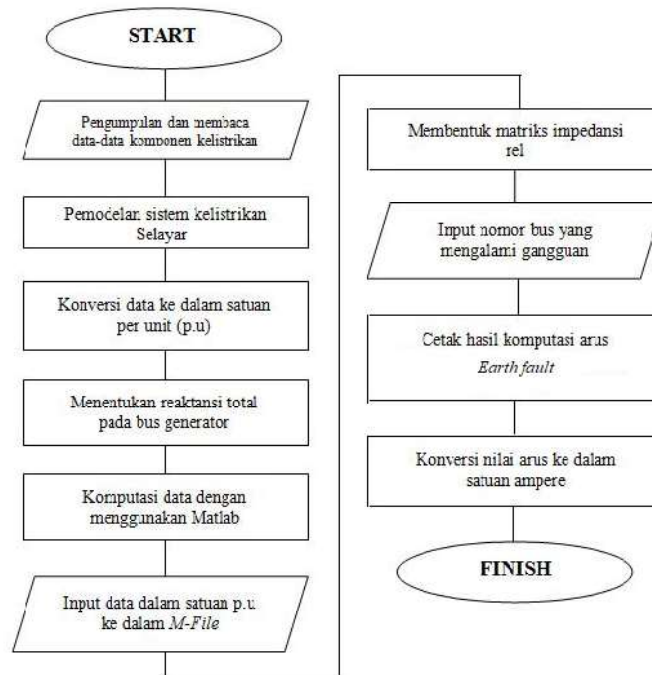 START
Pengumpulan dan membaca
data-data komponen kelistrikan
Pemodelan sistem kelistrikan
Selayar
Konversi data ke dalam satuan
per unit (p.u)
Menentukan reaktansi total
pada bus generator
Komputasi data dengan
menggunakan Matlab
Input data dalam satuan p.u
ke dalam M-File
Membentuk matriks impedansi
rel
Input nomor bus yang
mengalami gangguan
Cetak hasil komputasi arus
Earth fault
Konversi nilai arus ke dalam
satuan ampere
FINISH